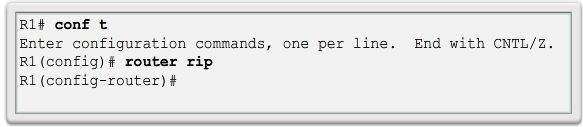 R1# conf t
Enter configuration commands, one per line.  End with CNTL/Z.
R1(config)# router rip
R1(config-router)#